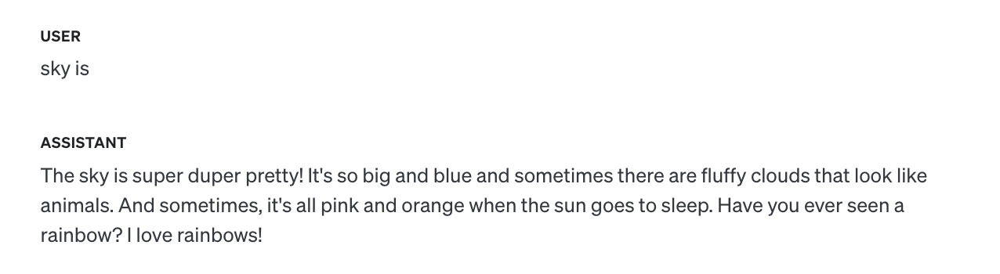 USER
sky is
ASSISTANT
The sky is super duper pretty! It's so big and blue and sometimes there are fluffy clouds that look like
animals. And sometimes, it's all pink and orange when the sun goes to sleep. Have you ever seen a
rainbow? I love rainbows!